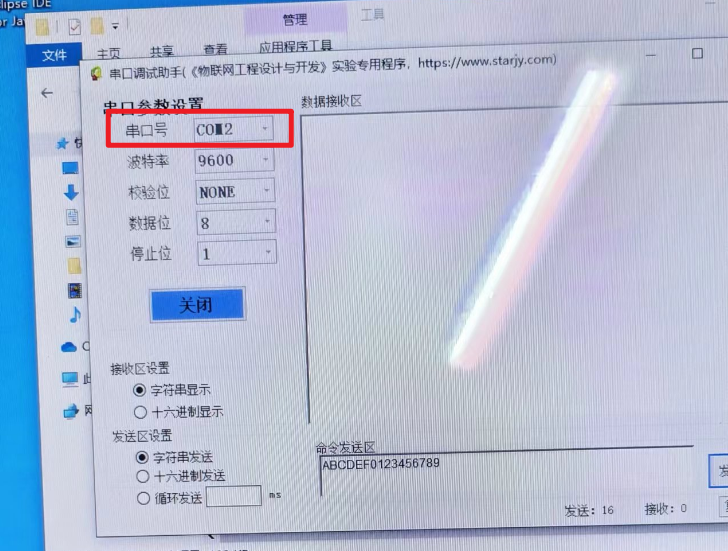 clipse IDE
or Ja
管理
工具
文件
主页
共享
查看
应用程序工具
串口调试助手(《物联网工程设计与开发》实验专用程序，https://www.starjy.com)
串口参数设置
数据接收区
串口号 COM2
波特率 9600
校验位 NONE
数据位 8
停止位 1
关闭
接收区设置
字符串显示
十六进制显示
发送区设置
字符串发送
十六进制发送
循环发送 ms
命令发送区
ABCDEF0123456789
发送: 16 接收: 0